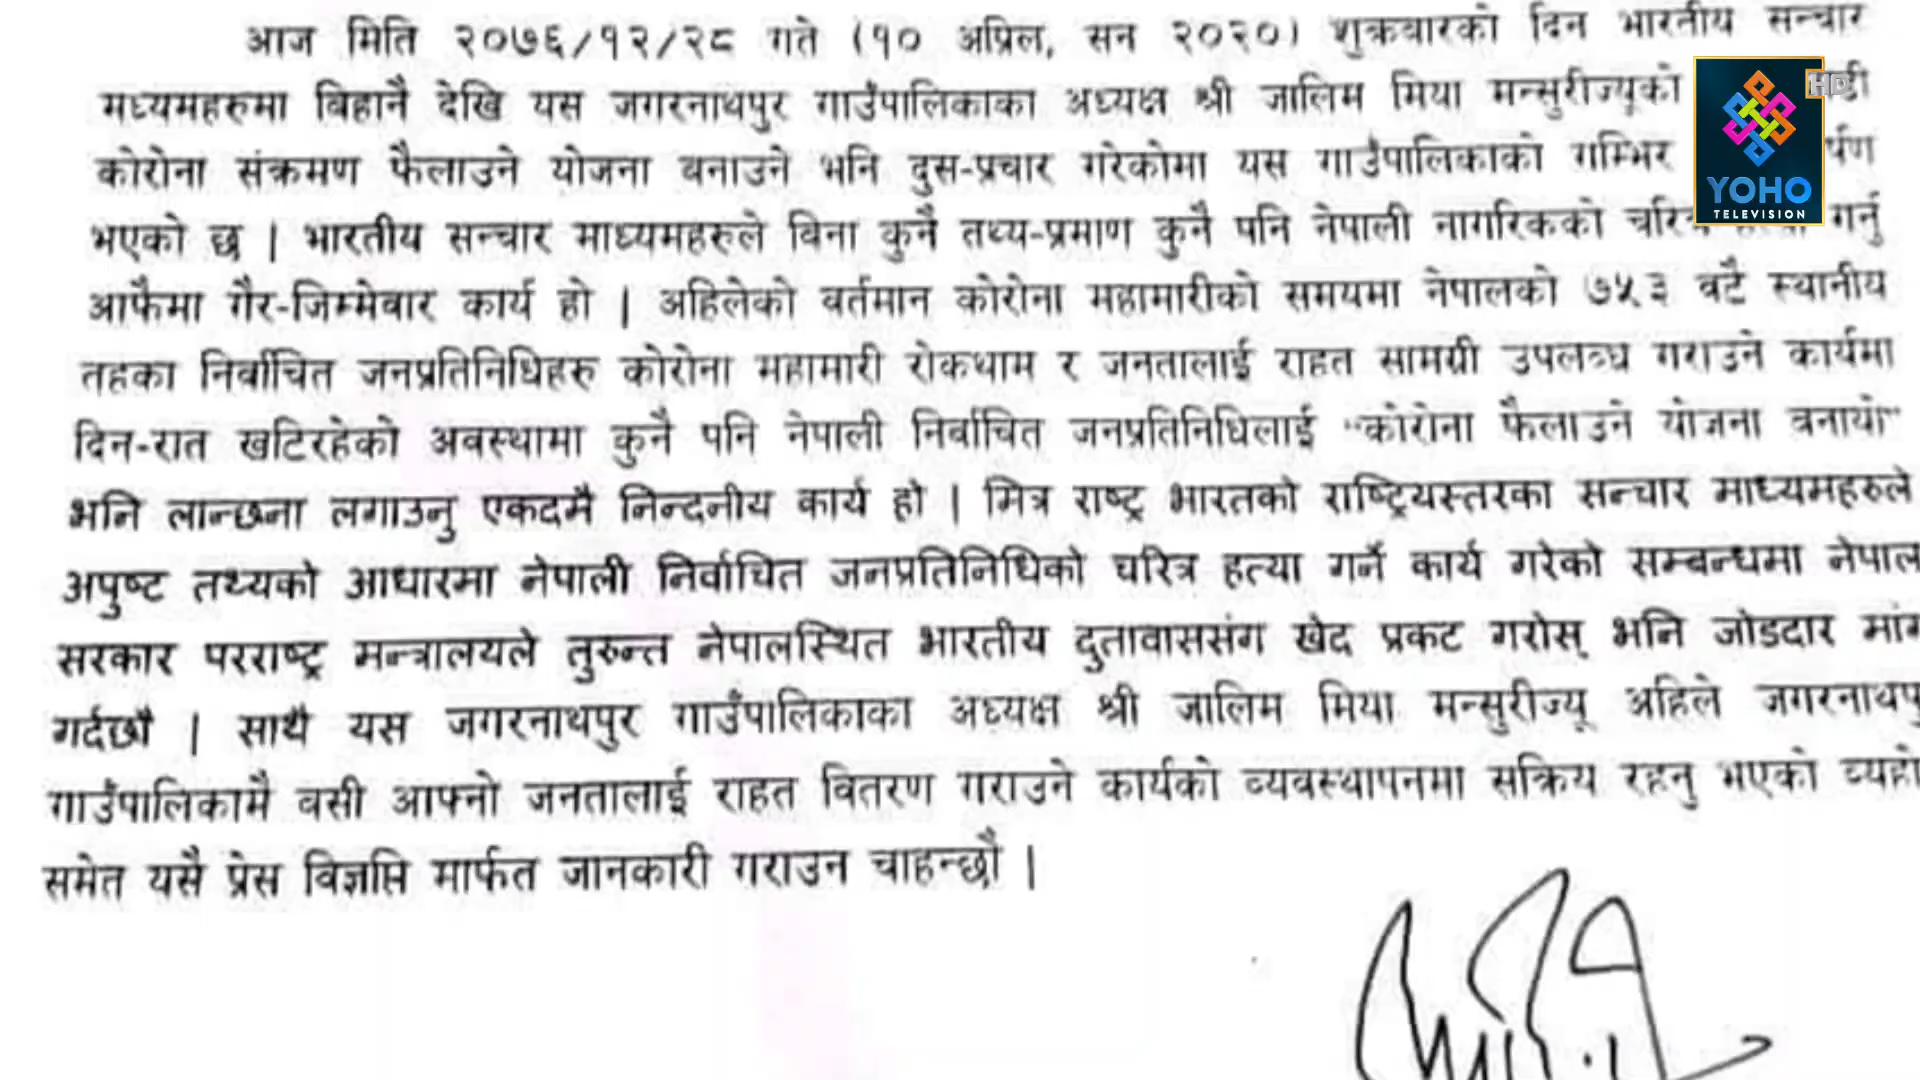 आज मिति २०७६/१२/२८ गते (१० अप्रिल, सन २०२०) शुक्रवारको दिन भारतीय सन्चार
मध्यमहरुमा बिहानै देखि यस जगरनाथपुर गाउँपालिकाका अध्यक्ष श्री जालिम मिया मन्सुरीज्यूको
कोरोना संक्रमण फैलाउने योजना बनाउने भनि दुस-प्रचार गरेकोमा यस गाउँपालिकाको गम्भिर
भएको छ | भारतीय सन्चार माध्यमहरुले बिना कुनै तथ्य-प्रमाण कुनै पनि नेपाली नागरिकको गर्नु
आफैमा गैर-जिम्मेबार कार्य हो | अहिलेको बर्तमान कोरोना महामारीको समयमा नेपालको ७५३ वटै स्थानीय
तहका निर्बाचित जनप्रतिनिधिहरु कोरोना महामारी रोकथाम र जनतालाई राहत सामग्री उपलब्ध गराउने कार्यमा
दिन-रात खटिरहेको अवस्थामा कुनै पनि नेपाली निर्बाचित जनप्रतिनिधिलाई "कोरोना फैलाउने योजना बनायो"
भनि लान्छना लगाउनु एकदमै निन्दनीय कार्य हो | मित्र राष्ट्र भारतको राष्ट्रियस्तरका सन्चार माध्यमहरुले
अपुष्ट तथ्यको आधारमा नेपाली निर्वाचित जनप्रतिनिधिको चरित्र हत्या गर्ने कार्य गरेको सम्बन्धमा नेपाल
सरकार परराष्ट्र मन्त्रालयले तुरुन्त नेपालस्थित भारतीय दुतावाससंग खेद प्रकट गरोस् भनि जोडदार मांग
गर्दछौ | साथै यस जगरनाथपुर गाउँपालिकाका अध्यक्ष श्री जालिम मिया मन्सुरीज्यू अहिले जगरनाथपु
गाउँपालिकामै वसी आफ्नो जनतालाई राहत वितरण गराउने कार्यको व्यवस्थापनमा सक्रिय रहनु भएको व्यहो
समेत यसै प्रेस विज्ञप्ति मार्फत जानकारी गराउन चाहन्छौ |
HD
YOHO
TELEVISION